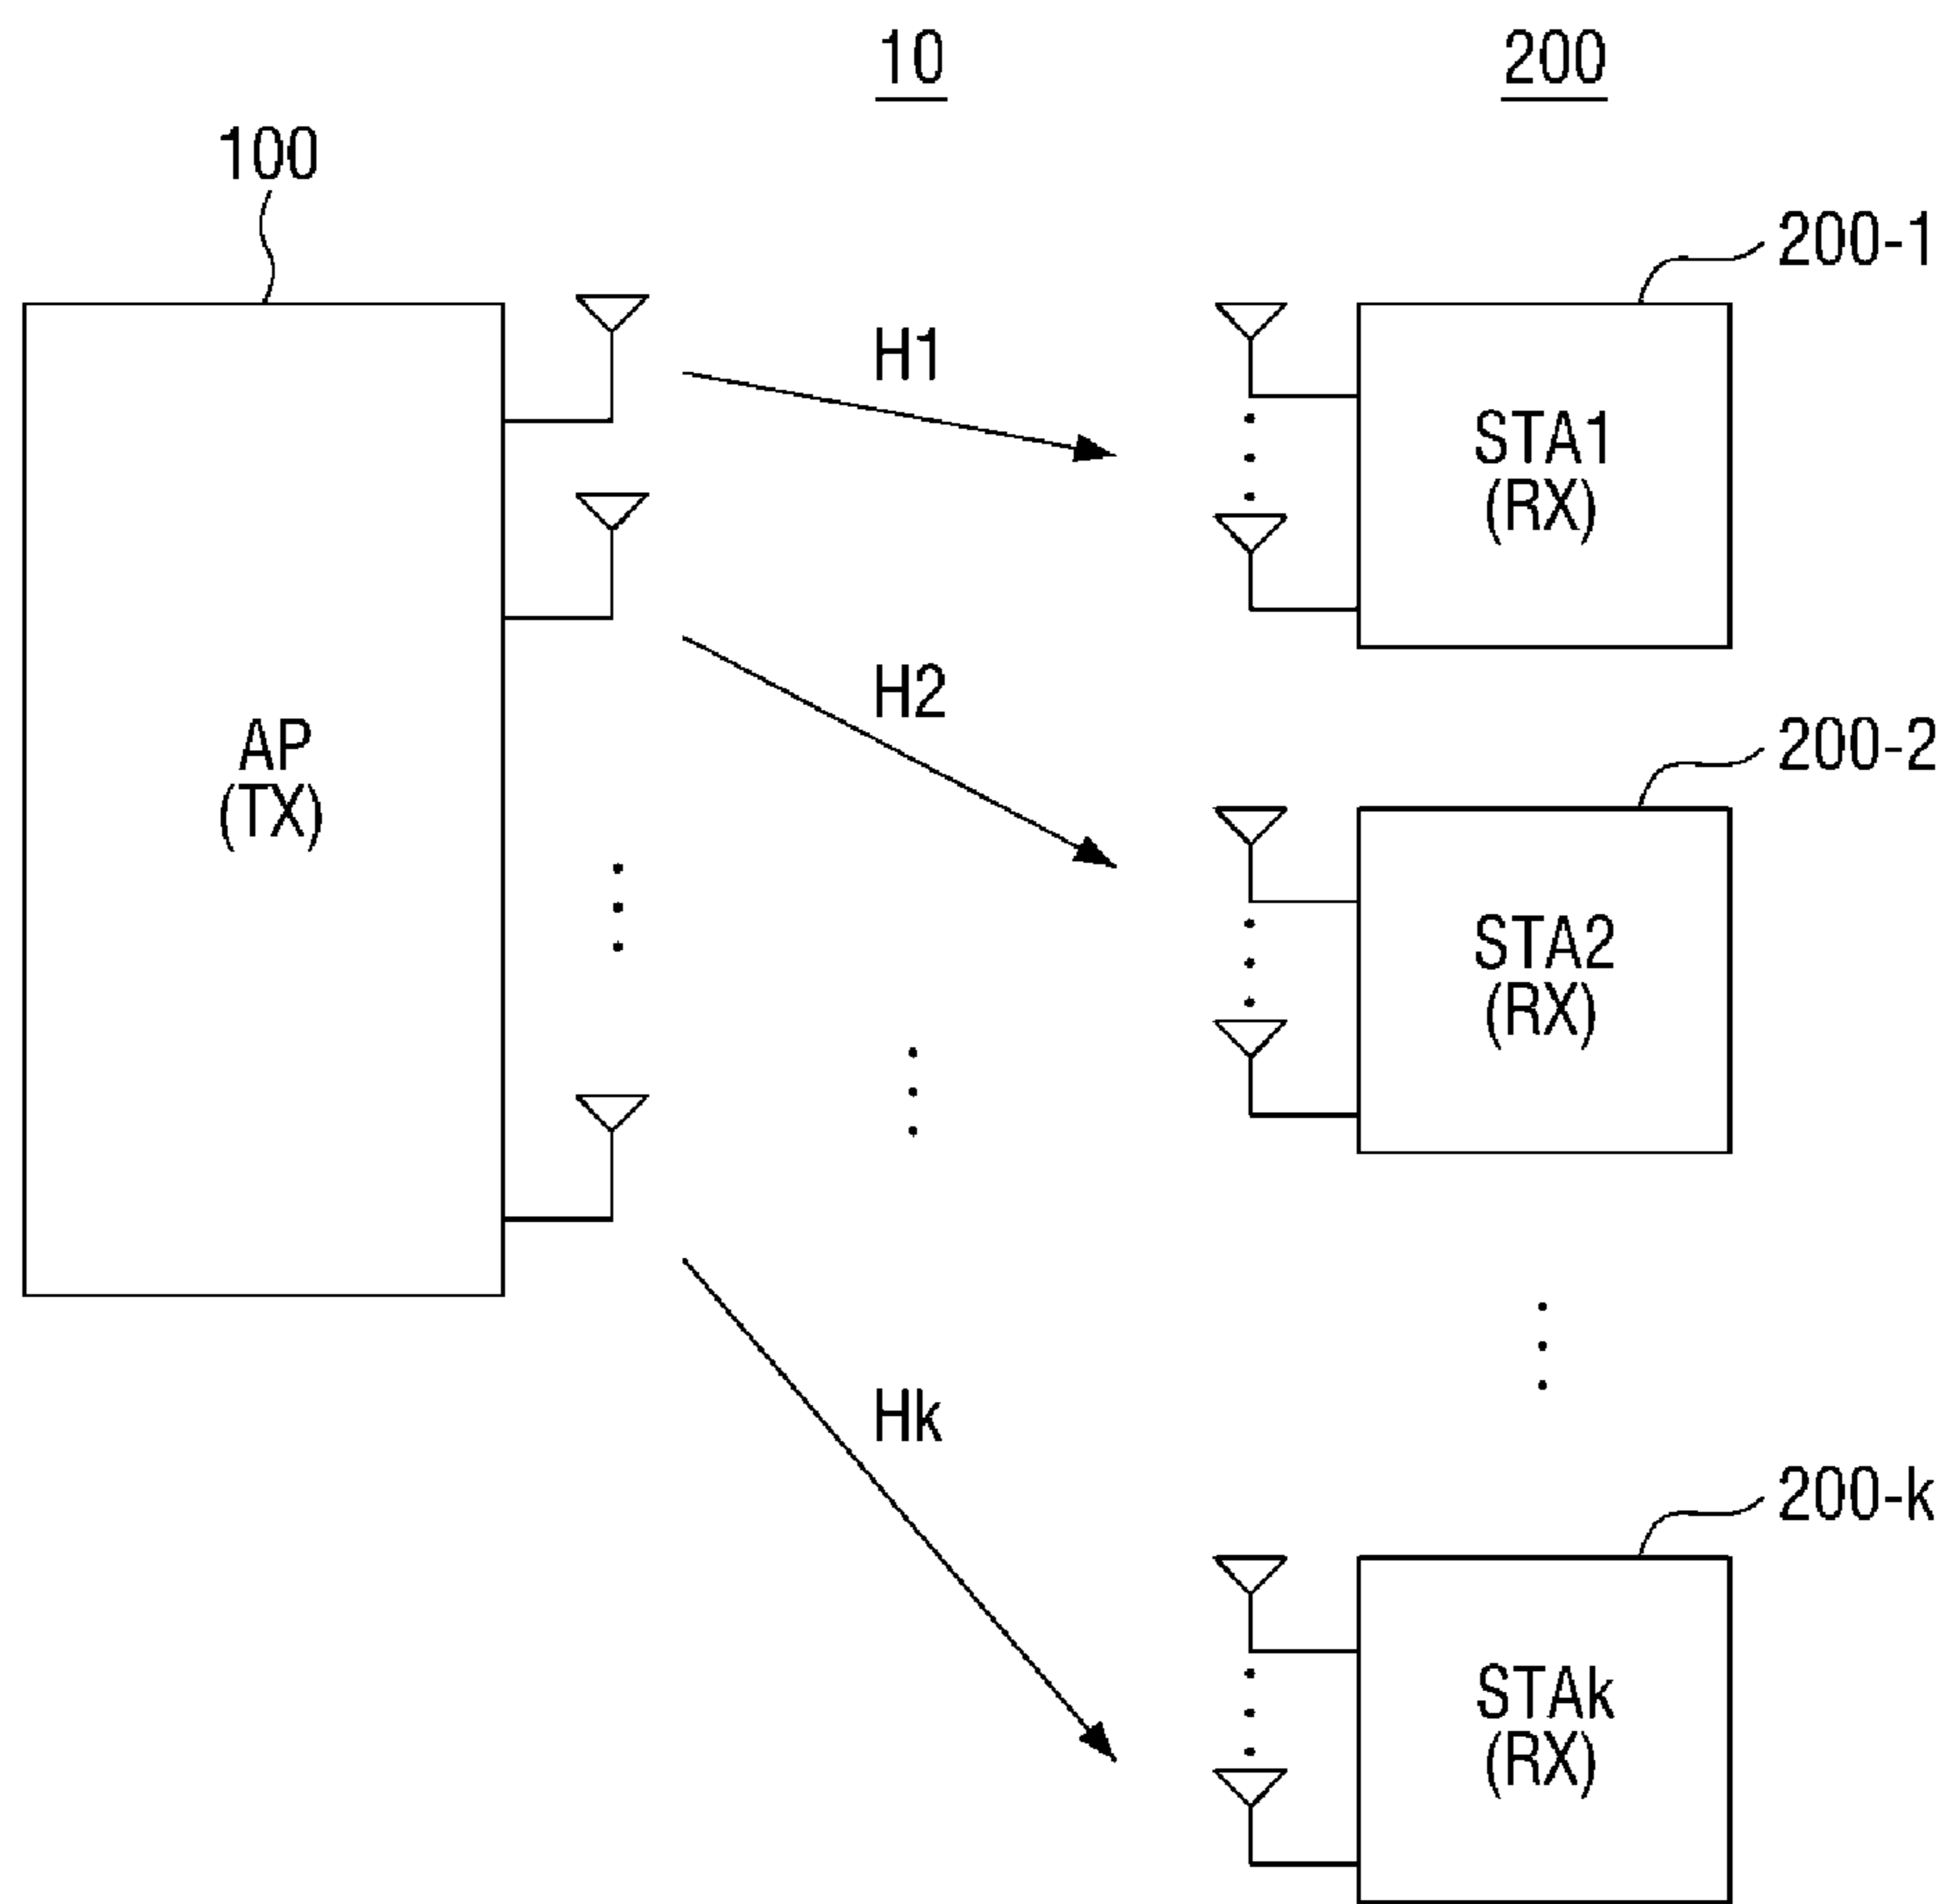 10
200
100
200-1
H1
STA1
(RX)
H2
200-2
AP
(TX)
STA2
(RX)
Hk
200-k
STAk
(RX)